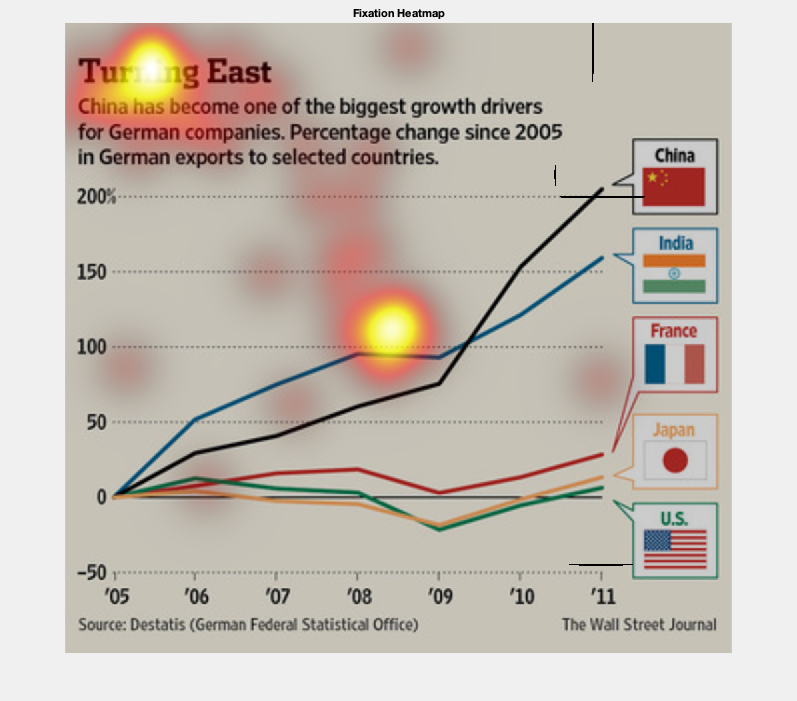 Fixation Heatmap
Turning East
China has become one of the biggest growth drivers
for German companies. Percentage change since 2005
in German exports to selected countries.
China
200%
India
150
France
100
Japan
50
0
U.S.
–50
'05 '06 '07 '08 '09 '10 '11
Source: Destatis (German Federal Statistical Office) The Wall Street Journal